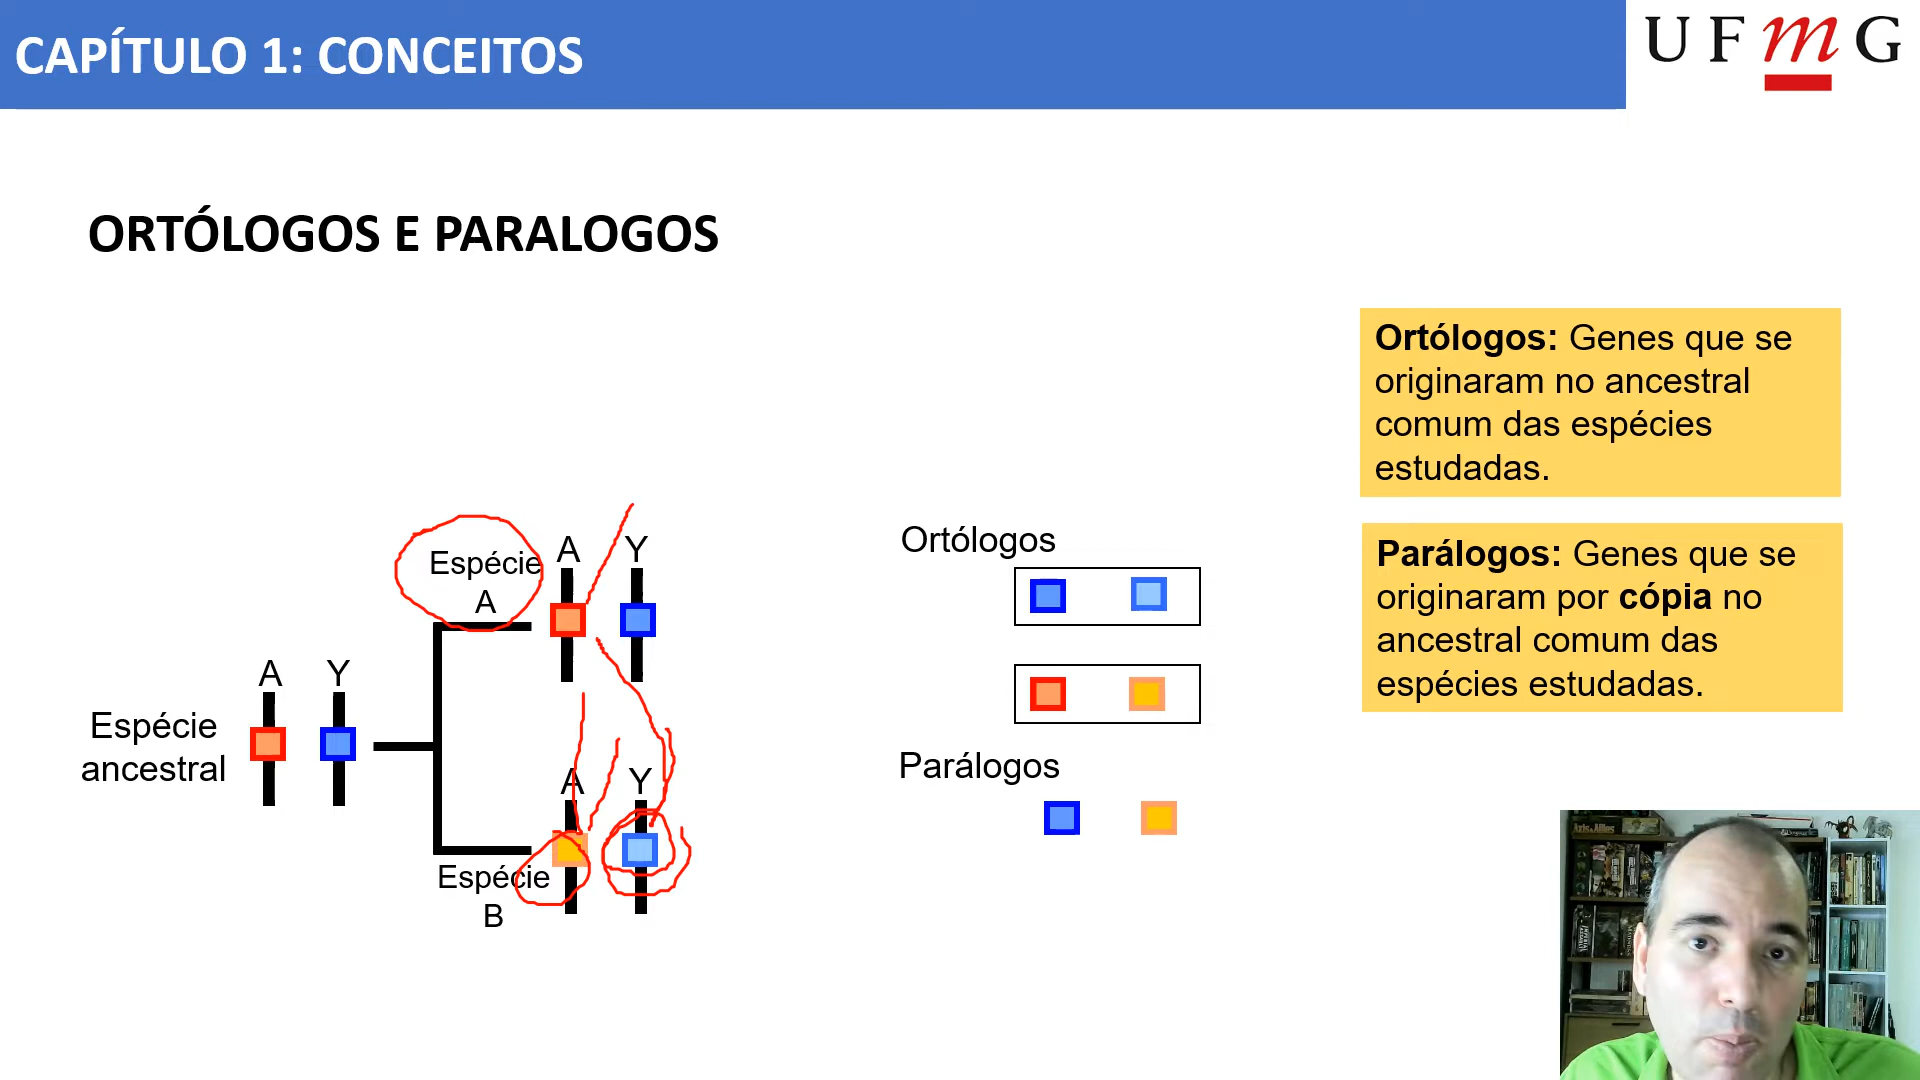 CAPÍTULO 1: CONCEITOS
UFmG
ORTÓLOGOS E PARALOGOS
Ortólogos: Genes que se
originaram no ancestral
comum das espécies
estudadas.
Parálogos: Genes que se
originaram por cópia no
ancestral comum das
espécies estudadas.
Espécie
A
A Y
A Y
Espécie
ancestral
A Y
Espécie
B
Ortólogos
Parálogos